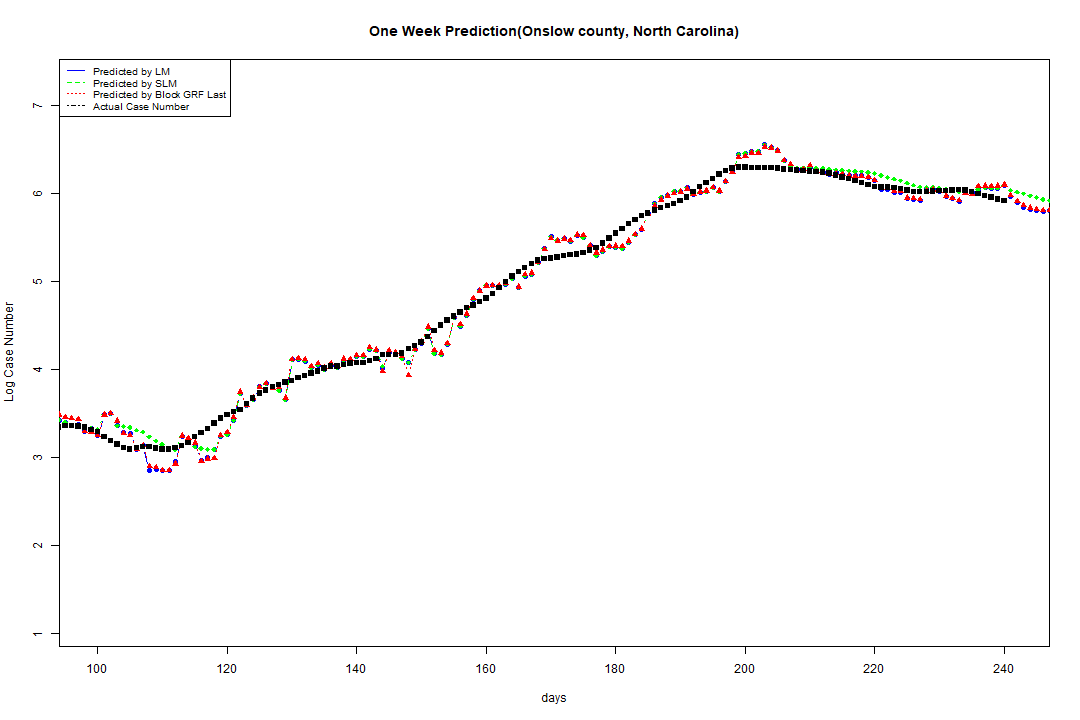 One Week Prediction(Onslow county, North Carolina)
Predicted by LM
Predicted by SLM
Predicted by Block GRF Last
Actual Case Number
Log Case Number
7
6
5
4
3
2
1
100 120 140 160 180 200 220 240
days